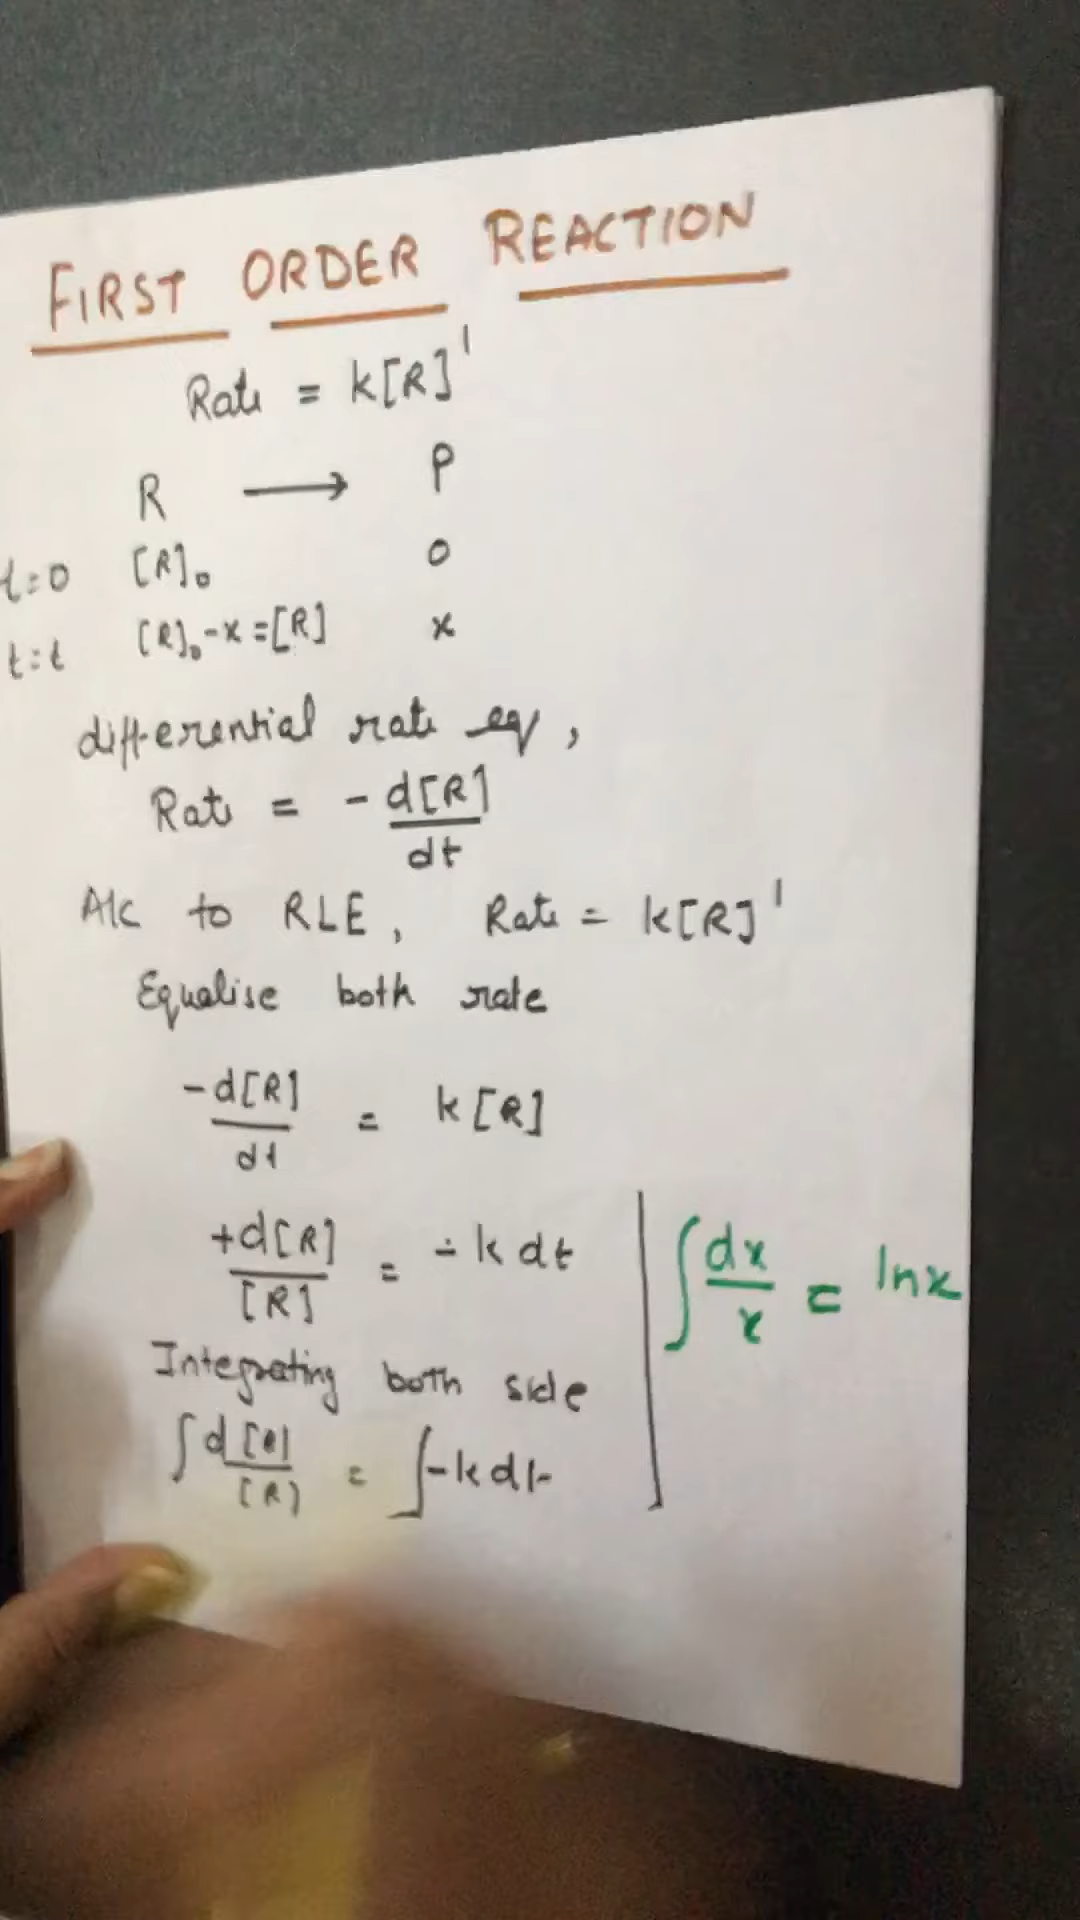 FIRST ORDER REACTION
Rate = k[R]¹
R ⟶ P
t=0 [R]₀ 0
t=t [R]₀-x=[R] x
differential rate eq,
Rate = - d[R]/dt
A/c to RLE, Rate = k[R]¹
Equalise both rate
-d[R]/dt = k[R]
+d[R]/[R] = -k dt
∫dx/x = lnx
Integrating both side
∫d[R]/[R] = ∫-kdt